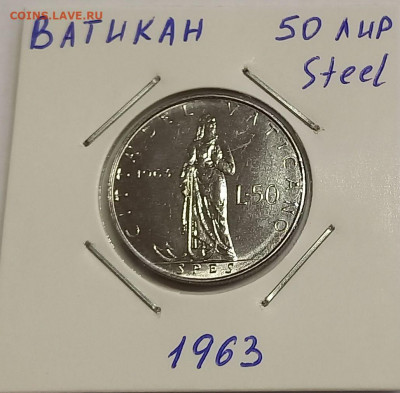 COINS.LAVE.RU
ВАТИКАН 50 ЛИР
Steel
CITTA DEL VATICANO
1963
L.50
SPES
1963